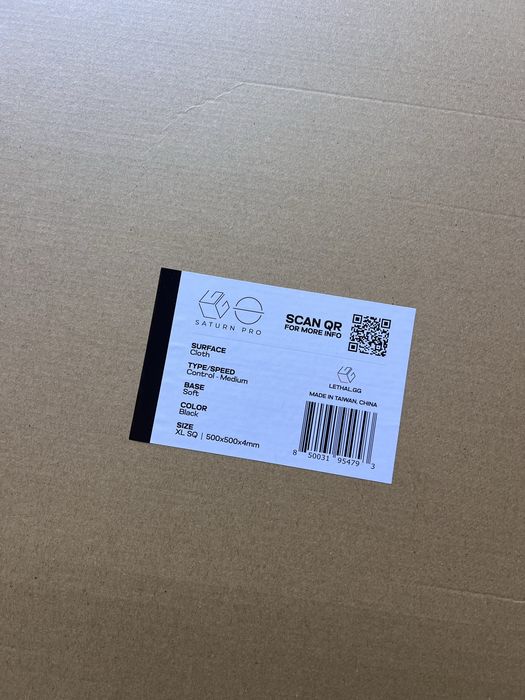 SATURN PRO
SCAN QR
FOR MORE INFO
SURFACE
Cloth
TYPE/SPEED
Control - Medium
BASE
Soft
COLOR
Black
SIZE
XL SQ | 500x500x4mm
LETHAL.GG
MADE IN TAIWAN, CHINA
8 50031 95479 3